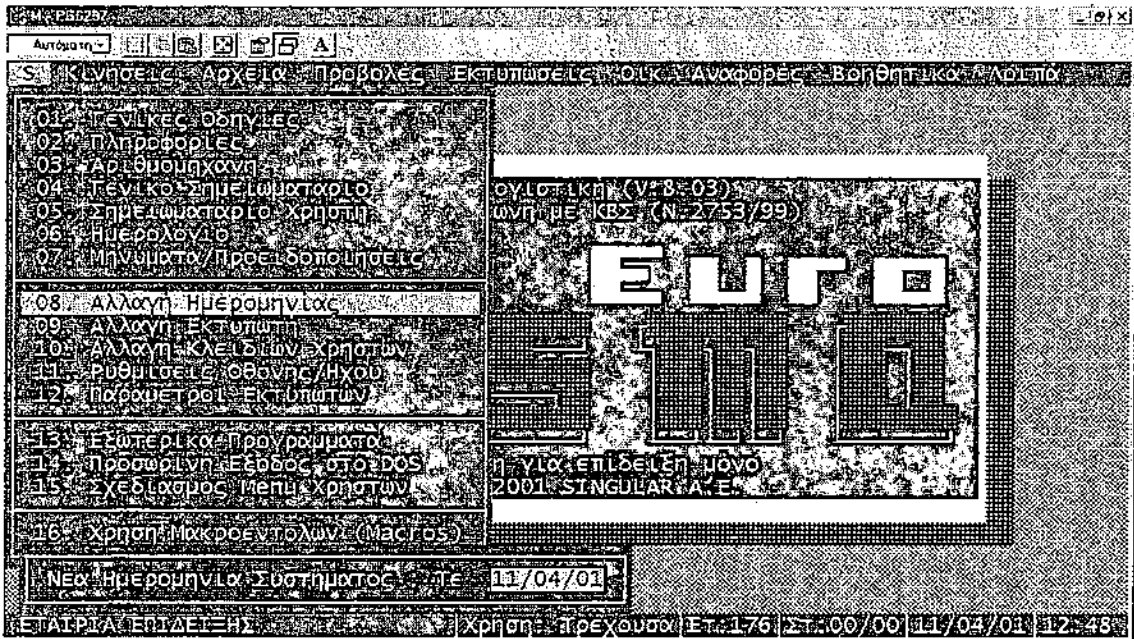 Αυτόματη A
S Κινήσεις Αρχεία Προβολές Εκτυπώσεις Οικ. Αναφορές Βοηθητικά Λοιπά
01. Γενικές Οδηγίες
02. Πληροφορίες
03. Αριθμομηχανή
04. Γενικό Σημειωματάριο
05. Σημειωματάριο Χρήστη
06. Ημερολόγιο
07. Μηνύματα/Προειδοποιήσεις
08. Αλλαγή Ημερομηνίας
09. Αλλαγή Εκτυπωτή
10. Αλλαγή Κλειδιών Χρηστών
11. Ρυθμίσεις Οθόνης/Ηχου
12. Παράμετροι Εκτυπωτών
13. Εξωτερικά Προγράμματα
14. Προσωρινή Εξοδος στο DOS
15. Σχεδιασμός Menu Χρηστών
16. Χρήση Μακροεντολών (Macros)
ογιστική (V 8.03)
ωνη με ΚΒΣ (Ν.2753/99)
Euro
η για επίδειξη μόνο
2001 SINGULAR A.E.
Νέα Ημερομηνία Συστήματος Τε 11/04/01
ΕΤΑΙΡΙΑ ΕΠΙΔΕΙΞΗΣ Χρήση Τρέχουσα ΕΤ.176 ΣΤ.00/00 11/04/01 12:48